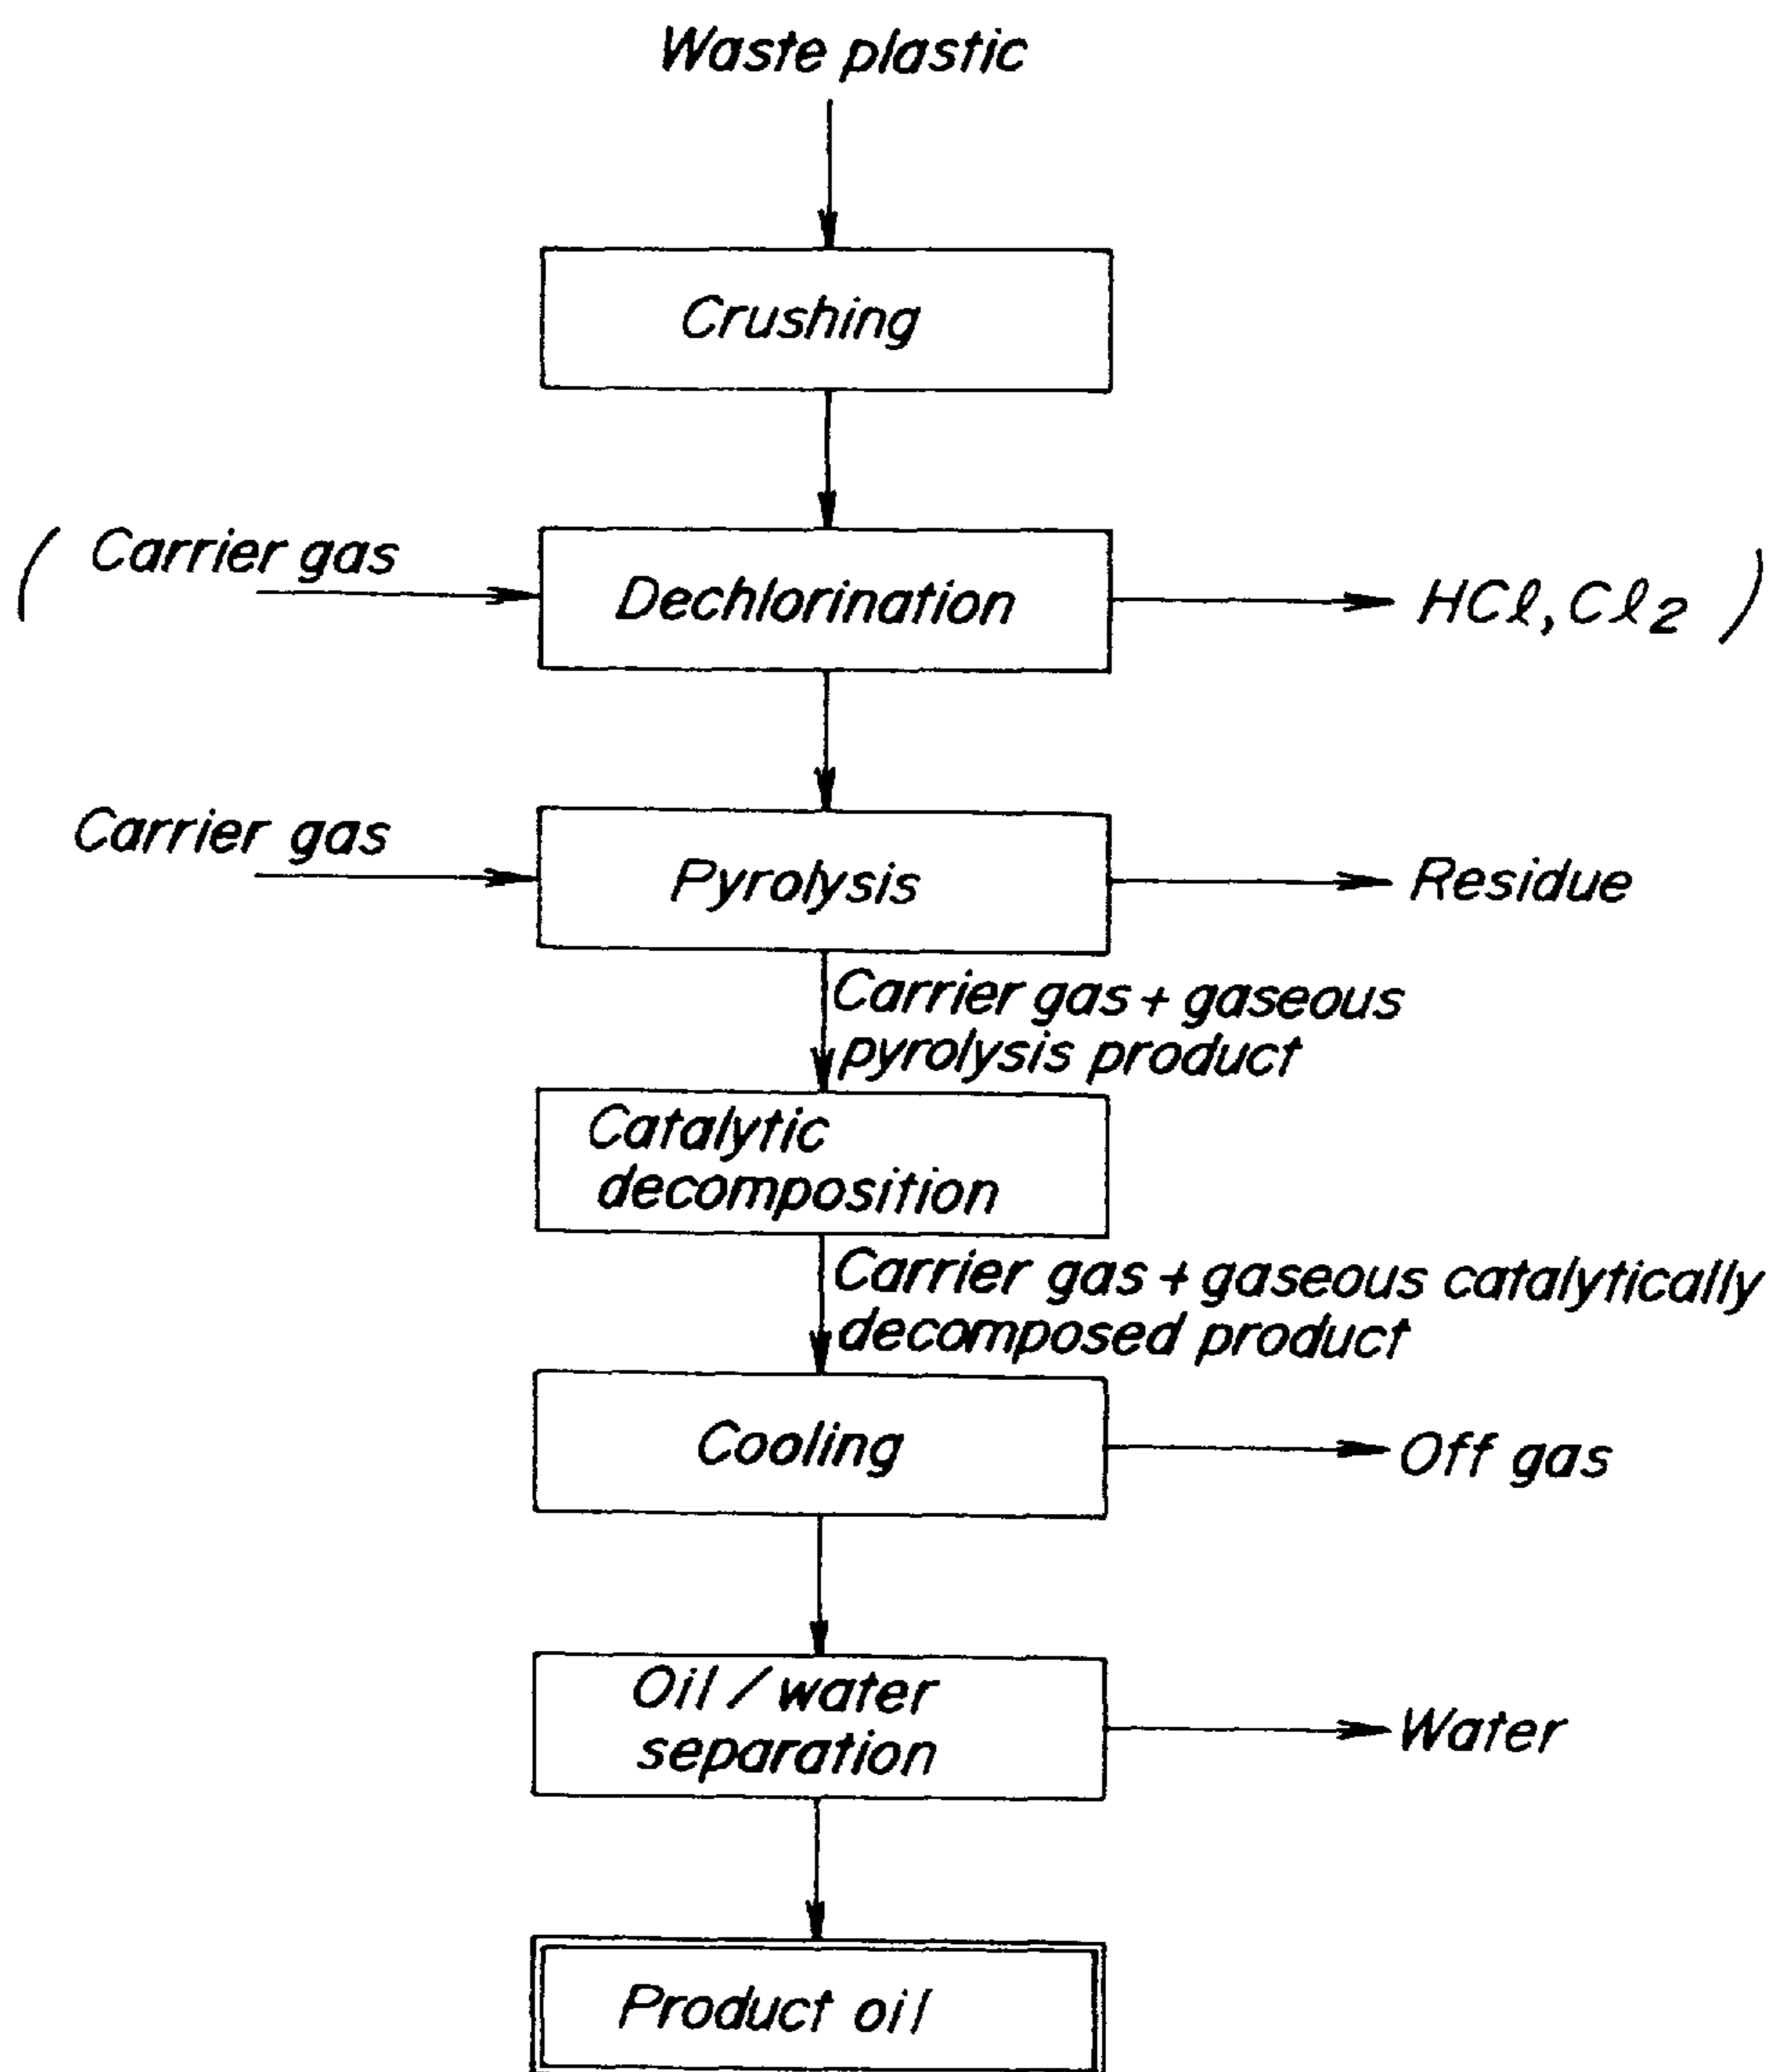 Waste plastic
Crushing
( Carrier gas
Dechlorination
HCl, Cl2 )
Carrier gas
Pyrolysis
Residue
Carrier gas + gaseous
pyrolysis product
Catalytic
decomposition
Carrier gas + gaseous catalytically
decomposed product
Cooling
Off gas
Oil / water
separation
Water
Product oil